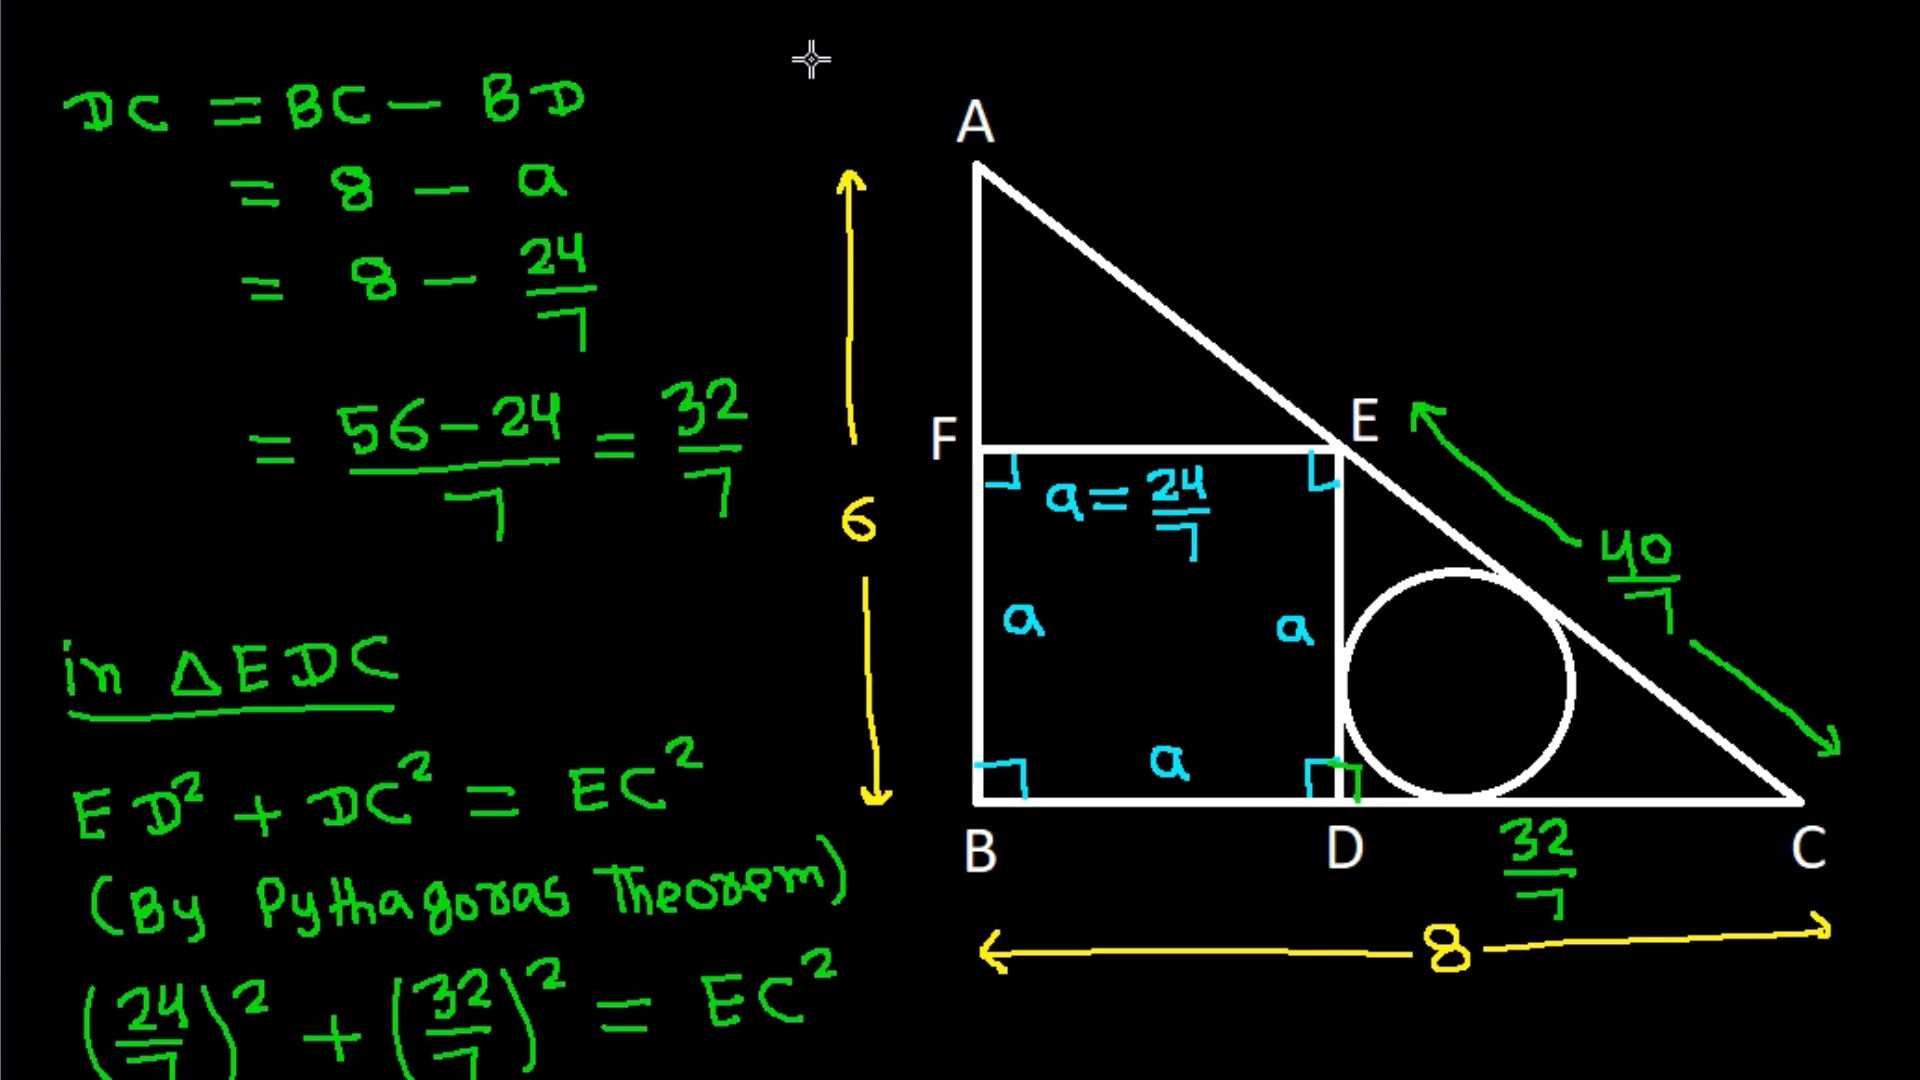 DC = BC - BD
= 8 - a
= 8 - 24/7
= 56-24/7 = 32/7
in △EDC
ED² + DC² = EC²
(By Pythagoras Theorem)
(24/7)² + (32/7)² = EC²
A
6
F
E
a = 24/7
40/7
a
a
a
B
D
C
32/7
8